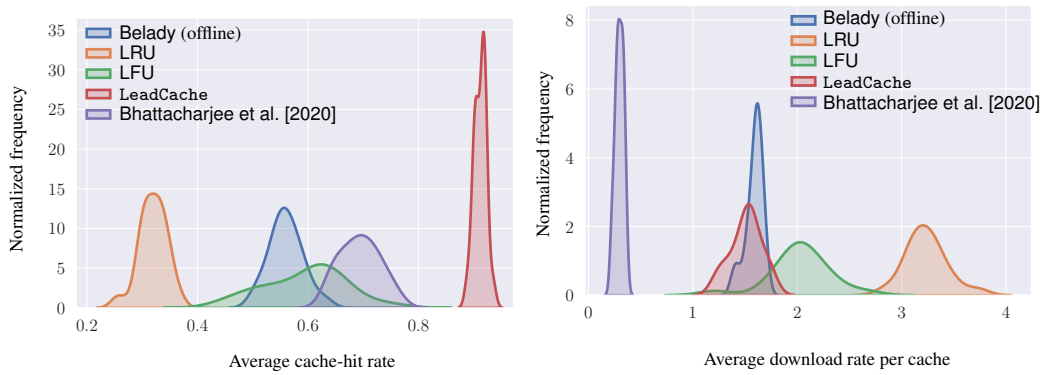 35
30
25
20
15
10
5
0
Normalized frequency
Belady (offline)
LRU
LFU
LeadCache
Bhattacharjee et al. [2020]
0.2 0.4 0.6 0.8
Average cache-hit rate
8
6
4
2
0
Normalized frequency
Belady (offline)
LRU
LFU
LeadCache
Bhattacharjee et al. [2020]
0 1 2 3 4
Average download rate per cache